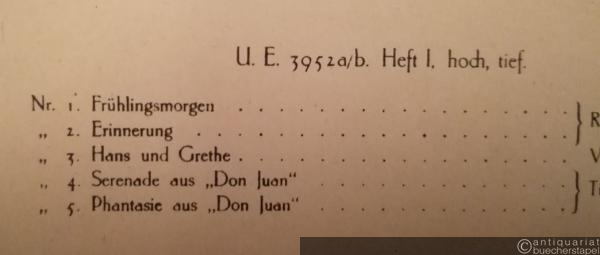 U. E. 3952a/b. Heft I, hoch, tief.
Nr. 1. Frühlingsmorgen . . . . . . . . . . . . } R
„ 2. Erinnerung . . . . . . . . . . . . .
„ 3. Hans und Grethe . . . . . . . . . . . V
„ 4. Serenade aus „Don Juan“ . . . . . . . . } Ti
„ 5. Phantasie aus „Don Juan“ . . . . . . . .
© antiquariat
buecherstapel